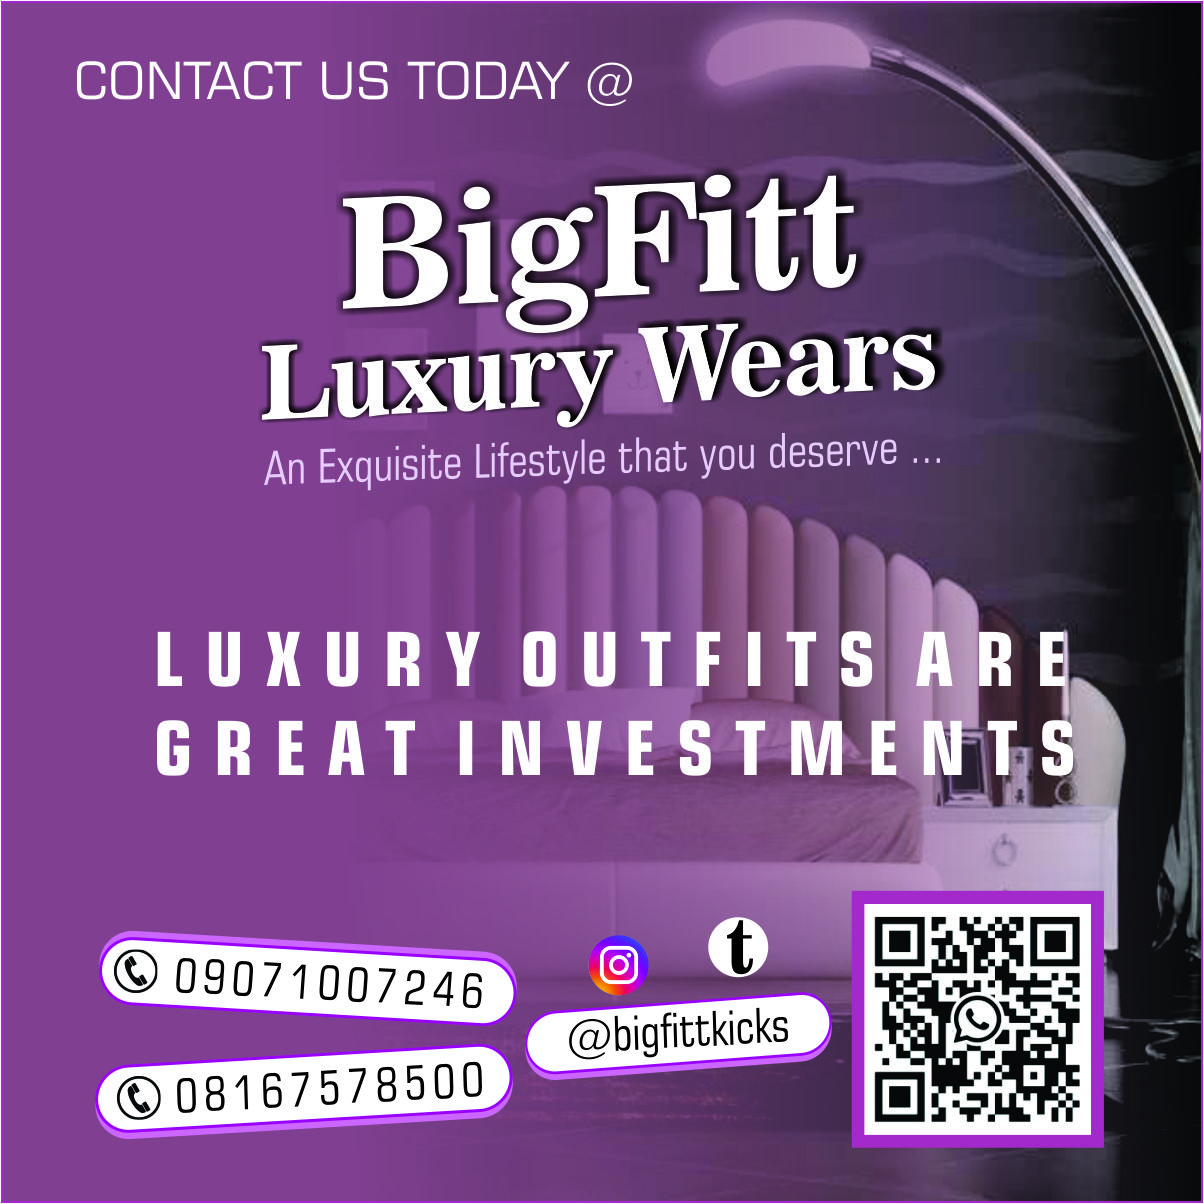 CONTACT US TODAY @
BigFitt
Luxury Wears
An Exquisite Lifestyle that you deserve ...
LUXURY OUTFITS ARE
GREAT INVESTMENTS
09071007246
t
@bigfittkicks
08167578500